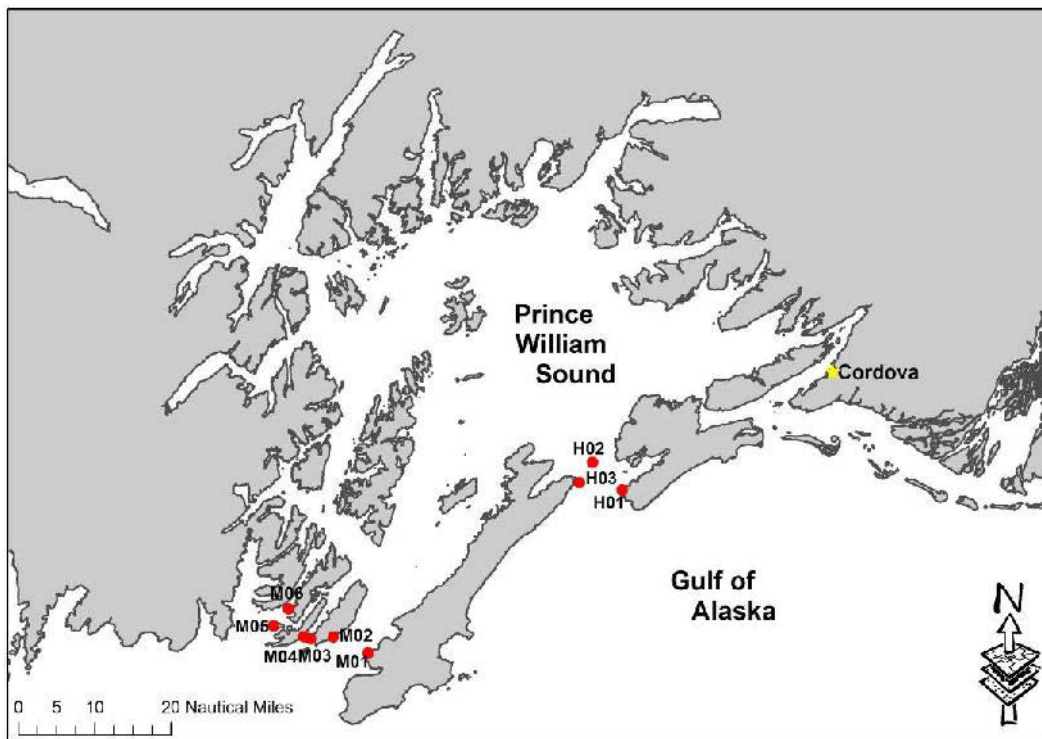 Prince
William
Sound
Cordova
H02
H03
H01
Gulf of
Alaska
M06
M05
M02
M04 M03 M01
N
0 5 10 20 Nautical Miles